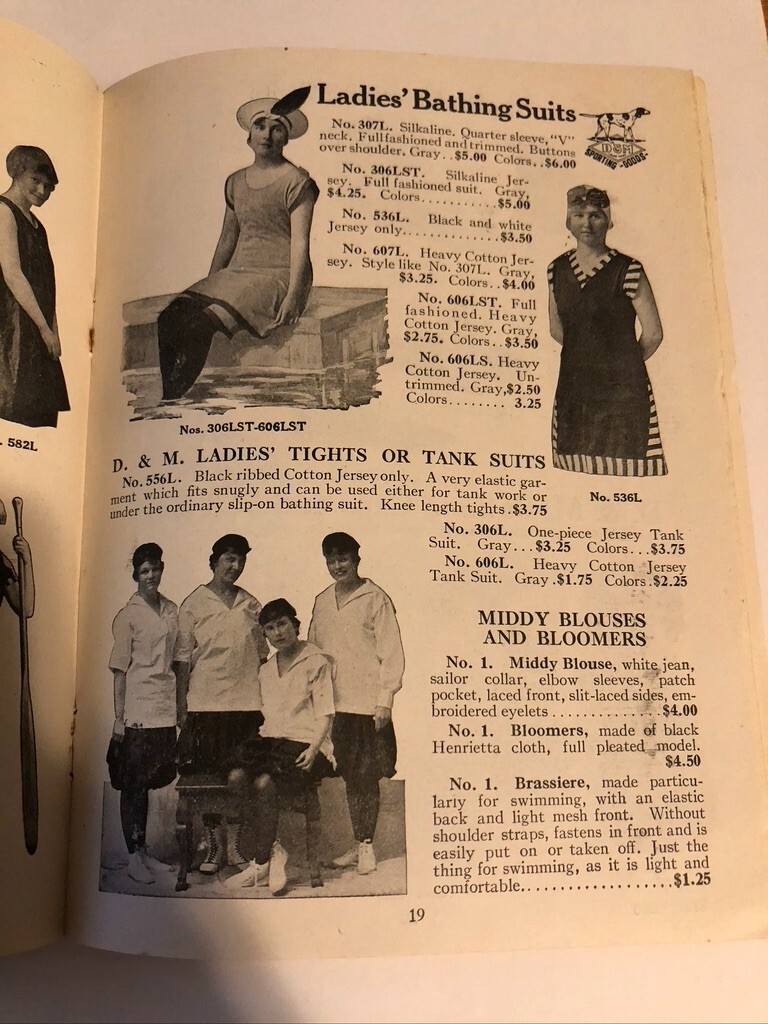 Ladies' Bathing Suits
D&M
SPORTING-GOODS-
No. 307L. Silkaline. Quarter sleeve, "V"
neck. Full fashioned and trimmed. Buttons
over shoulder. Gray..$5.00 Colors..$6.00
No. 306LST. Silkaline Jer-
sey. Full fashioned suit. Gray,
$4.25. Colors..........$5.00
No. 536L. Black and white
Jersey only.............$3.50
No. 607L. Heavy Cotton Jer-
sey. Style like No. 307L. Gray,
$3.25. Colors..$4.00
No. 606LST. Full
fashioned. Heavy
Cotton Jersey. Gray,
$2.75. Colors..$3.50
No. 606LS. Heavy
Cotton Jersey. Un-
trimmed. Gray,$2.50
Colors........ 3.25
Nos. 306LST-606LST
. 582L
No. 536L
D. & M. LADIES' TIGHTS OR TANK SUITS
No. 556L. Black ribbed Cotton Jersey only. A very elastic gar-
ment which fits snugly and can be used either for tank work or
under the ordinary slip-on bathing suit. Knee length tights.$3.75
No. 306L. One-piece Jersey Tank
Suit. Gray...$3.25 Colors...$3.75
No. 606L. Heavy Cotton Jersey
Tank Suit. Gray.$1.75 Colors.$2.25
MIDDY BLOUSES
AND BLOOMERS
No. 1. Middy Blouse, white jean,
sailor collar, elbow sleeves, patch
pocket, laced front, slit-laced sides, em-
broidered eyelets..............$4.00
No. 1. Bloomers, made of black
Henrietta cloth, full pleated model.
$4.50
No. 1. Brassiere, made particu-
larly for swimming, with an elastic
back and light mesh front. Without
shoulder straps, fastens in front and is
easily put on or taken off. Just the
thing for swimming, as it is light and
comfortable..................$1.25
19